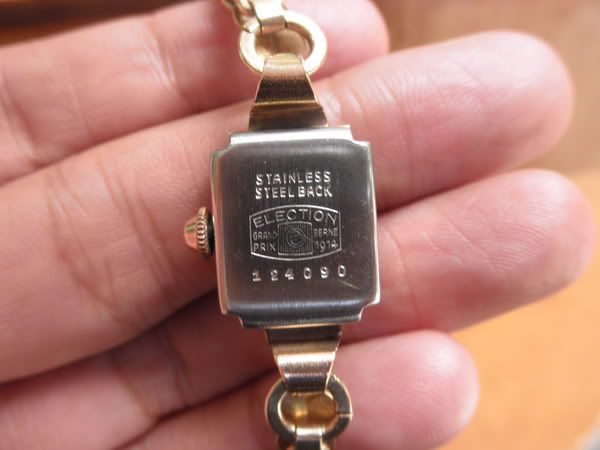 STAINLESS
STEEL BACK
ELECTION
GRAND BERNE
PRIX 1914
124090